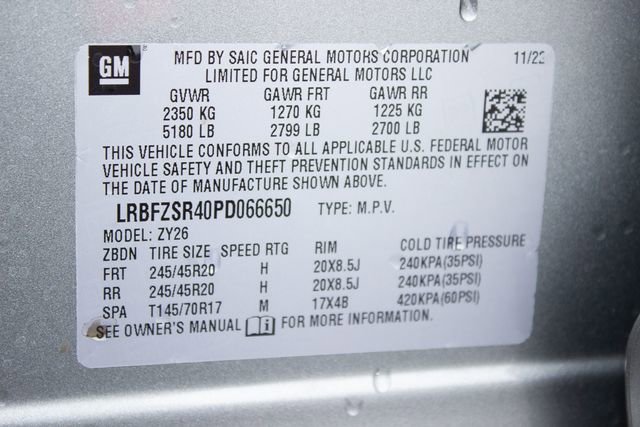 GM
MFD BY SAIC GENERAL MOTORS CORPORATION 11/22
LIMITED FOR GENERAL MOTORS LLC
GVWR GAWR FRT GAWR RR
2350 KG 1270 KG 1225 KG
5180 LB 2799 LB 2700 LB
THIS VEHICLE CONFORMS TO ALL APPLICABLE U.S. FEDERAL MOTOR
VEHICLE SAFETY AND THEFT PREVENTION STANDARDS IN EFFECT ON
THE DATE OF MANUFACTURE SHOWN ABOVE.
LRBFZSR40PD066650 TYPE: M.P.V.
MODEL: ZY26
ZBDN TIRE SIZE SPEED RTG RIM COLD TIRE PRESSURE
FRT 245/45R20 H 20X8.5J 240KPA(35PSI)
RR 245/45R20 H 20X8.5J 240KPA(35PSI)
SPA T145/70R17 M 17X4B 420KPA(60PSI)
SEE OWNER'S MANUAL FOR MORE INFORMATION.